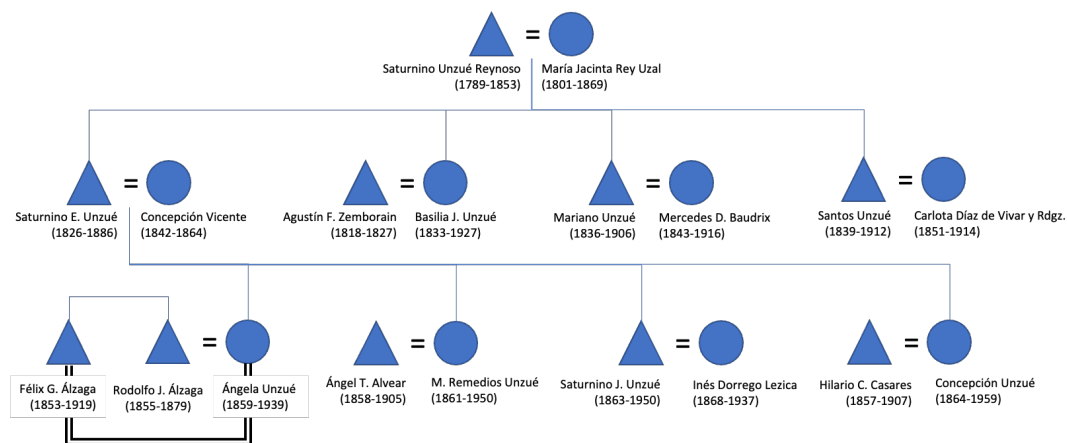 Saturnino Unzué Reynoso
(1789-1853)
María Jacinta Rey Uzal
(1801-1869)
Saturnino E. Unzué
(1826-1886)
Concepción Vicente
(1842-1864)
Agustín F. Zemborain
(1818-1827)
Basilia J. Unzué
(1833-1927)
Mariano Unzué
(1836-1906)
Mercedes D. Baudrix
(1843-1916)
Santos Unzué
(1839-1912)
Carlota Díaz de Vivar y Rdgz.
(1851-1914)
Félix G. Álzaga
(1853-1919)
Rodolfo J. Álzaga
(1855-1879)
Ángela Unzué
(1859-1939)
Ángel T. Alvear
(1858-1905)
M. Remedios Unzué
(1861-1950)
Saturnino J. Unzué
(1863-1950)
Inés Dorrego Lezica
(1868-1937)
Hilario C. Casares
(1857-1907)
Concepción Unzué
(1864-1959)